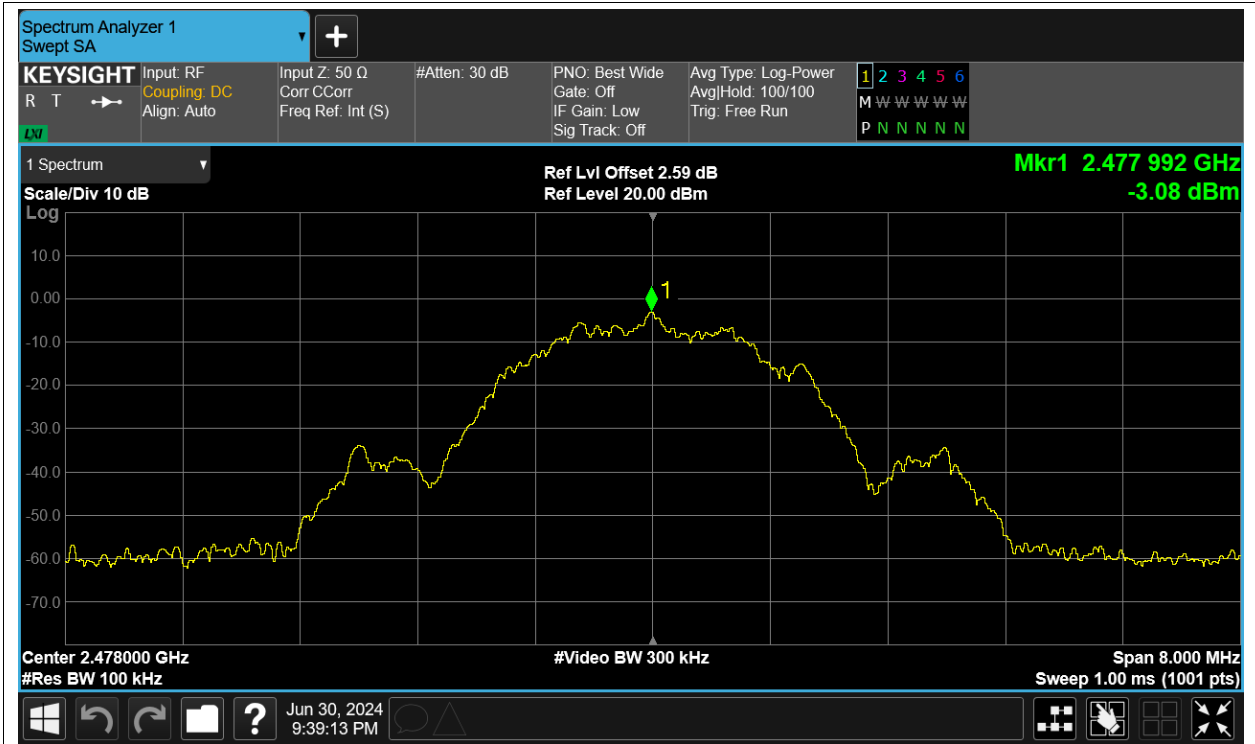 Spectrum Analyzer 1
Swept SA
KEYSIGHT
R T
LXI
Input: RF
Coupling: DC
Align: Auto
Input Z: 50 Ω
Corr CCorr
Freq Ref: Int (S)
#Atten: 30 dB
PNO: Best Wide
Gate: Off
IF Gain: Low
Sig Track: Off
Avg Type: Log-Power
Avg|Hold: 100/100
Trig: Free Run
1 2 3 4 5 6
M W W W W W
P N N N N N
1 Spectrum
Scale/Div 10 dB
Log
Ref Lvl Offset 2.59 dB
Ref Level 20.00 dBm
Mkr1 2.477 992 GHz
-3.08 dBm
1
10.0
0.00
-10.0
-20.0
-30.0
-40.0
-50.0
-60.0
-70.0
Center 2.478000 GHz
#Video BW 300 kHz
Span 8.000 MHz
#Res BW 100 kHz
Sweep 1.00 ms (1001 pts)
?
Jun 30, 2024
9:39:13 PM